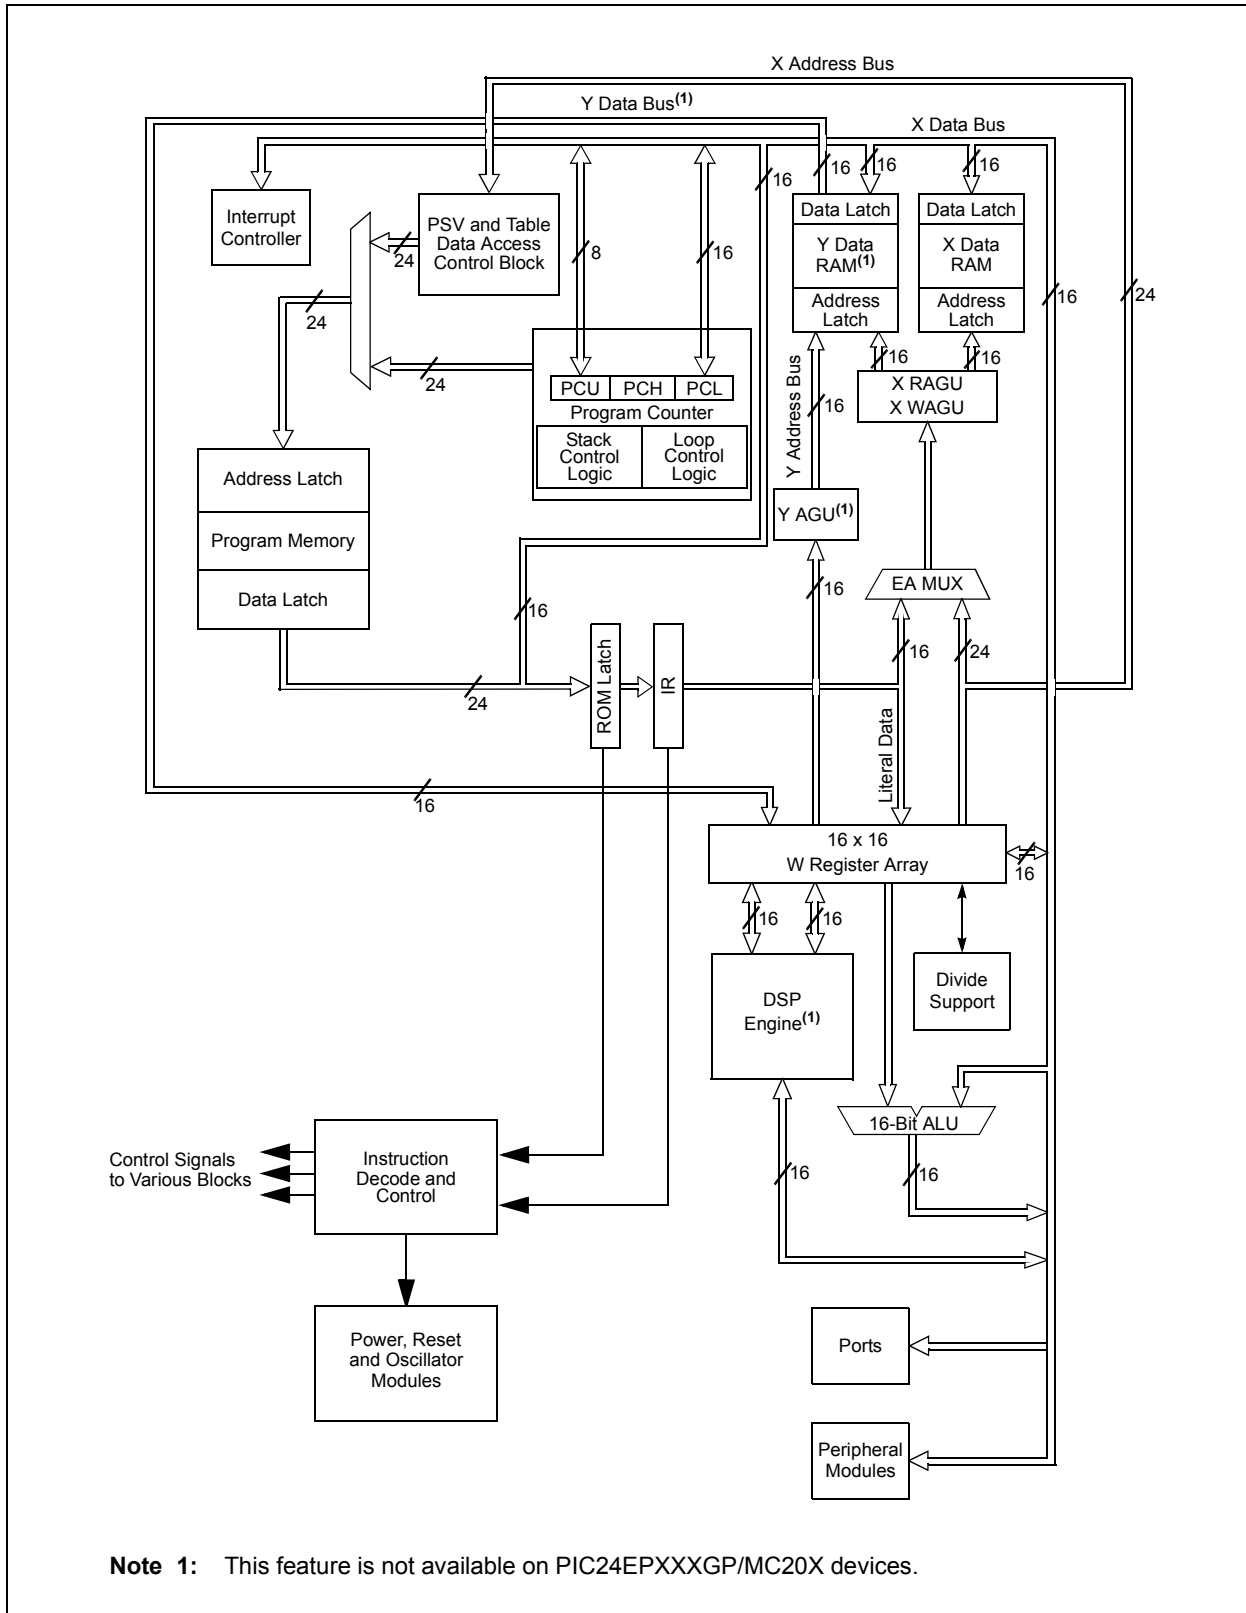 X Address Bus
Y Data Bus(1)
X Data Bus
16
16
16
16
Interrupt
Controller
PSV and Table
Data Access
Control Block
24
8
16
Data Latch
Y Data
RAM(1)
Address
Latch
Data Latch
X Data
RAM
Address
Latch
16
24
24
24
16
16
PCU
PCH
PCL
Program Counter
Stack
Control
Logic
Loop
Control
Logic
X RAGU
X WAGU
Y Address Bus
16
Address Latch
Program Memory
Data Latch
Y AGU(1)
16
EA MUX
16
16
24
24
ROM Latch
IR
Literal Data
16
16 x 16
W Register Array
16
16
16
DSP
Engine(1)
Divide
Support
16-Bit ALU
16
16
Control Signals
to Various Blocks
Instruction
Decode and
Control
Power, Reset
and Oscillator
Modules
Ports
Peripheral
Modules
Note 1: This feature is not available on PIC24EPXXXGP/MC20X devices.